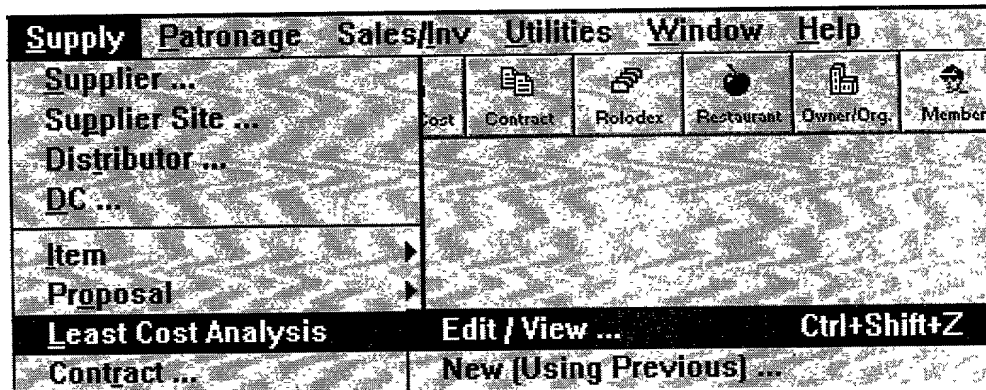 Supply Patronage Sales/Inv Utilities Window Help
Supplier ...
Supplier Site ...
Distributor ...
DC ...
Cost Contract Rolodex Restaurant Owner/Org. Member
Item
Proposal
Least Cost Analysis Edit / View ... Ctrl+Shift+Z
Contract ... New (Using Previous) ...